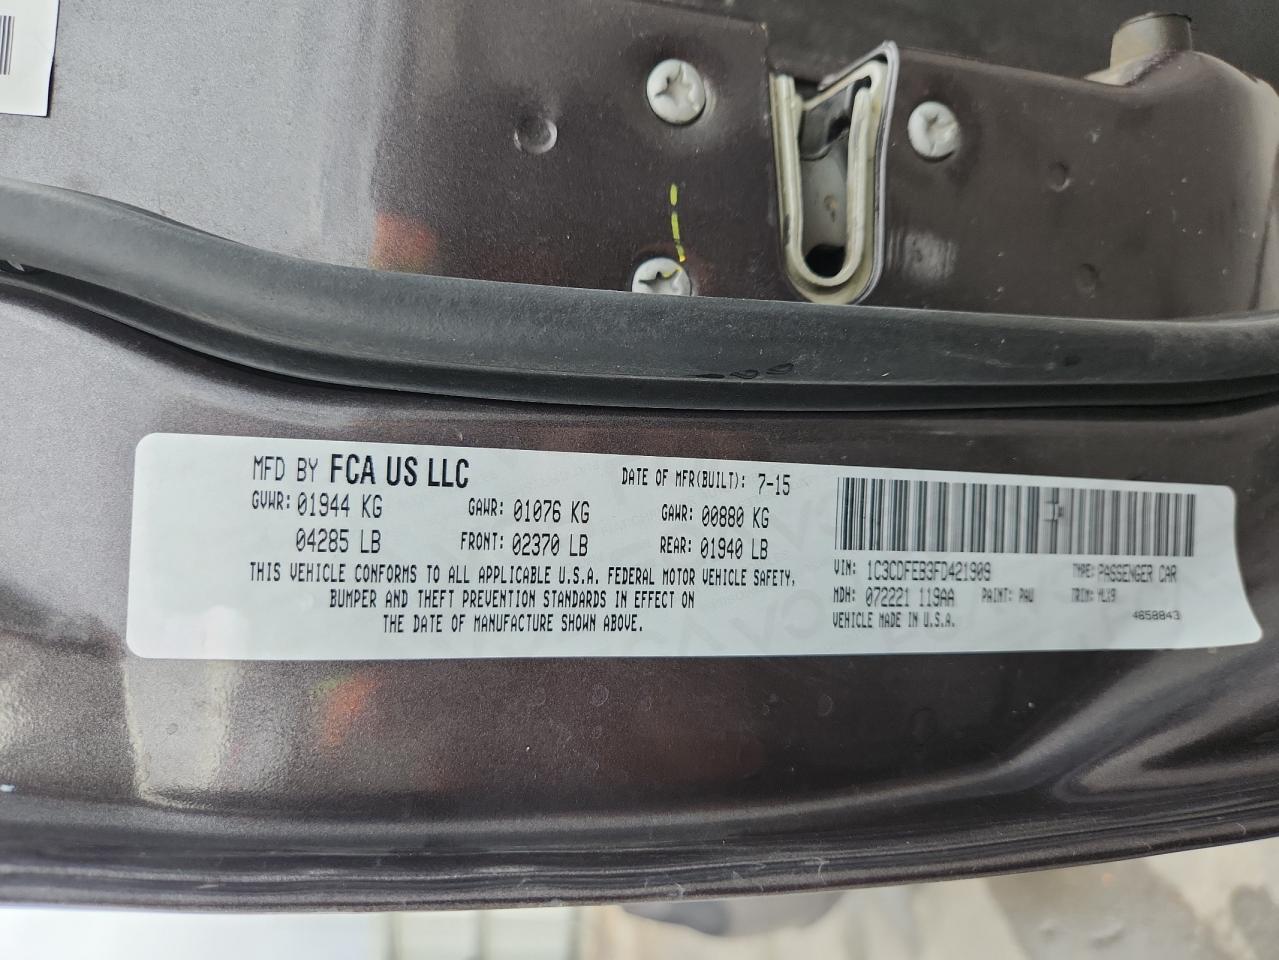 MFD BY FCA US LLC DATE OF MFR(BUILT): 7-15
GVWR: 01944 KG GAWR: 01076 KG GAWR: 00880 KG
04285 LB FRONT: 02370 LB REAR: 01940 LB
THIS VEHICLE CONFORMS TO ALL APPLICABLE U.S.A. FEDERAL MOTOR VEHICLE SAFETY,
BUMPER AND THEFT PREVENTION STANDARDS IN EFFECT ON
THE DATE OF MANUFACTURE SHOWN ABOVE.
VIN: 1C3CDFEB3FD421909 TYPE: PASSENGER CAR
MDH: 072221 119AA PAINT: PAU TRIM:
VEHICLE MADE IN U.S.A. 4658843